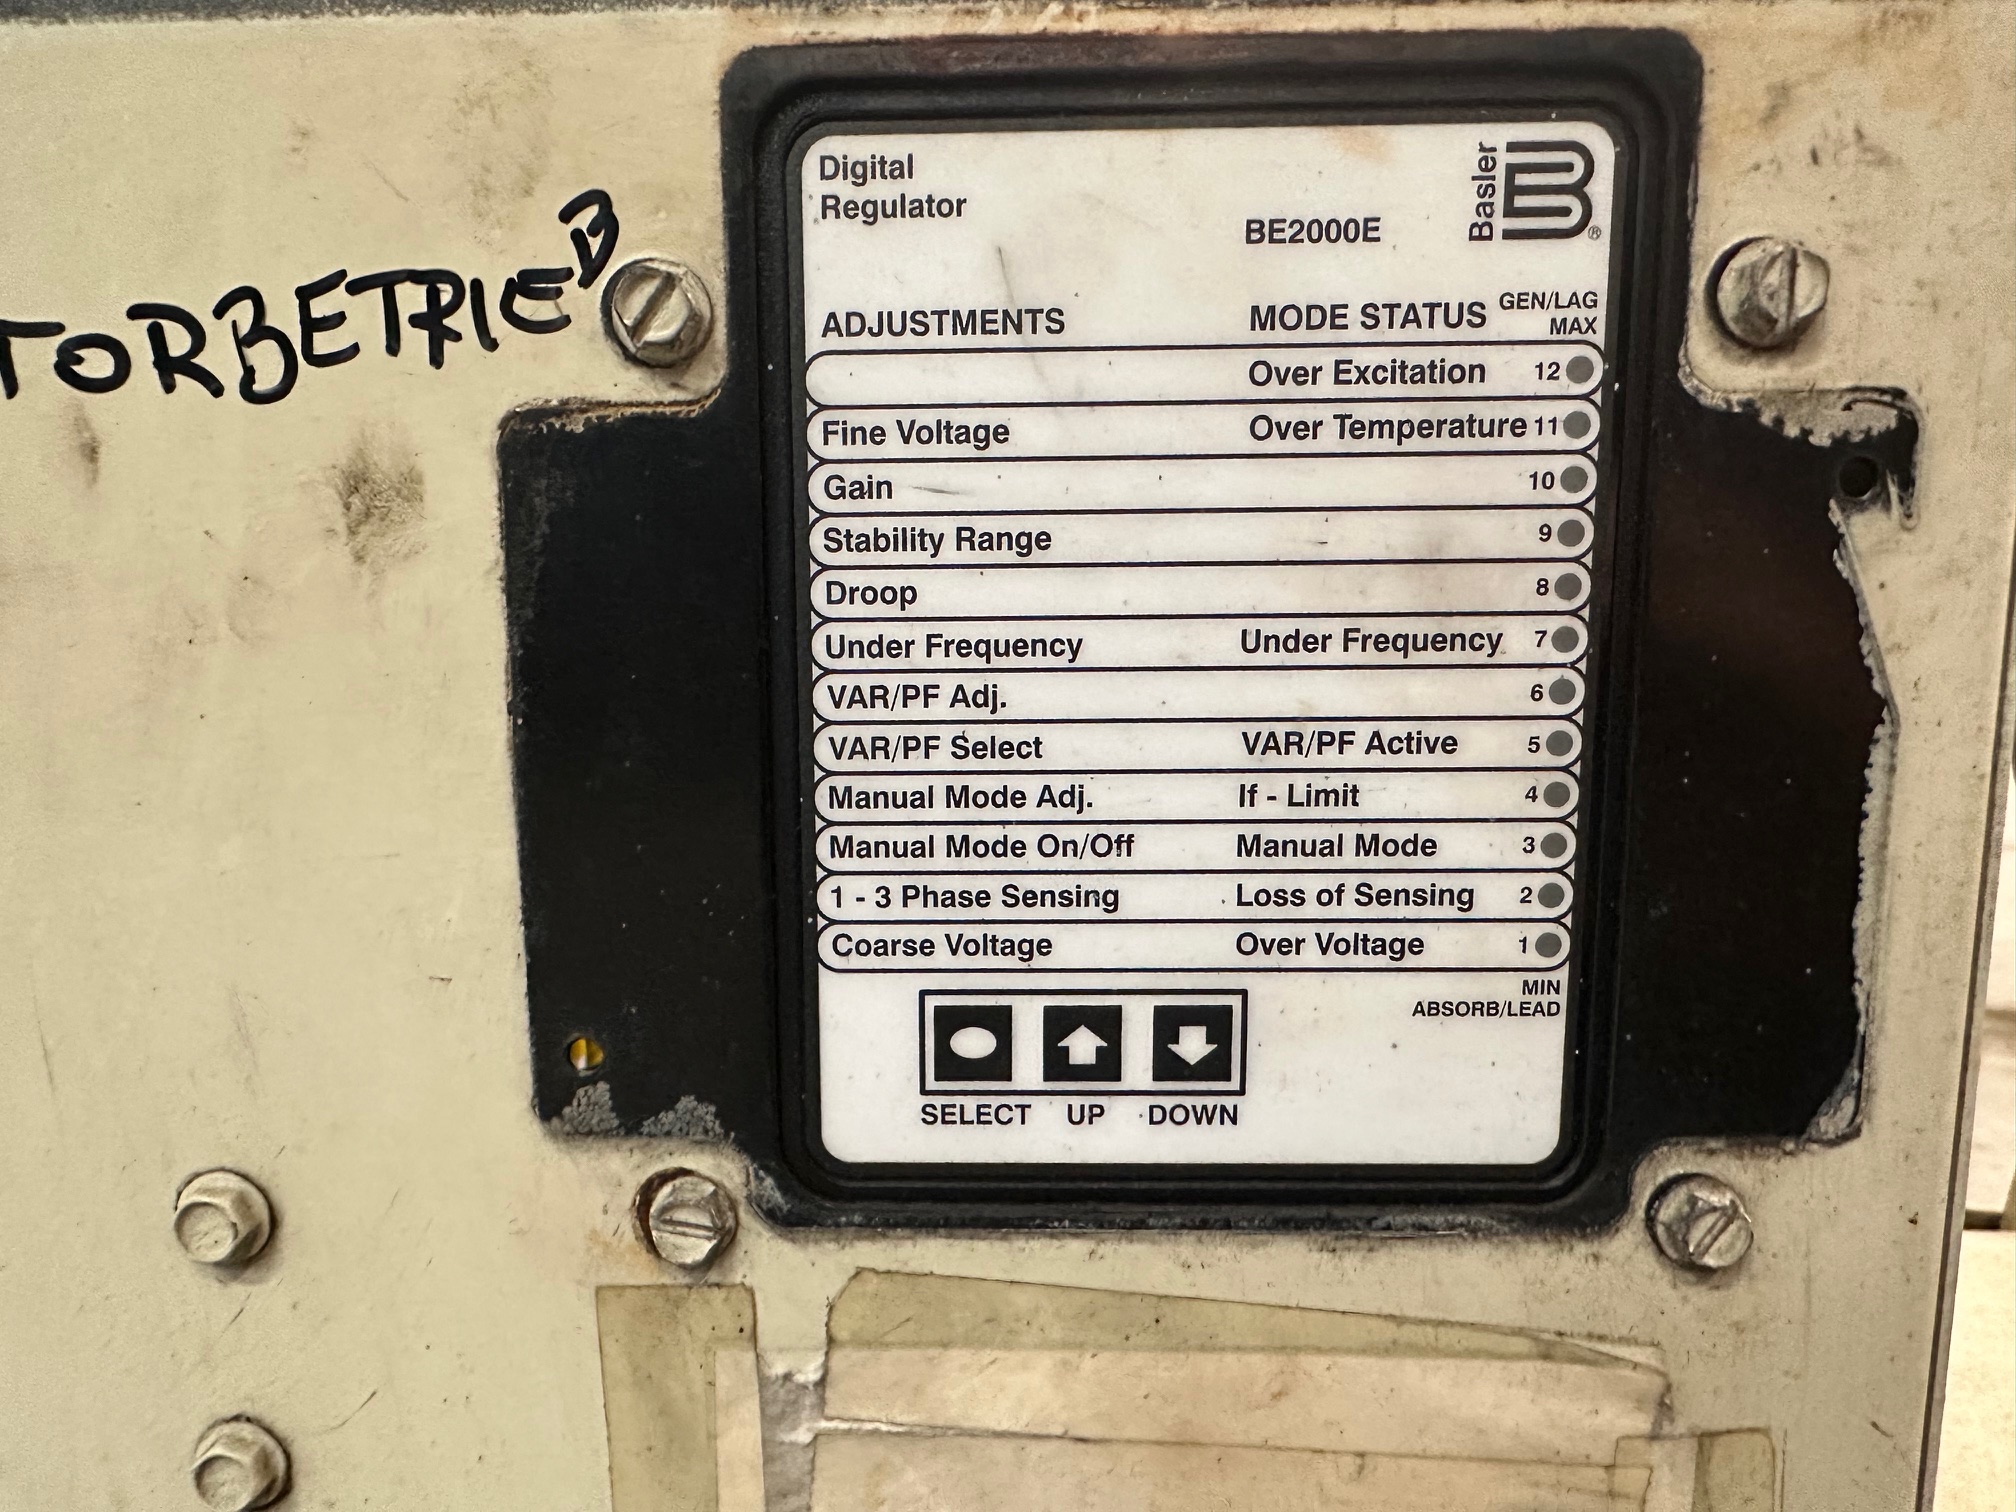 Digital
Regulator
BE2000E
Basler
B®
ADJUSTMENTS MODE STATUS GEN/LAG
MAX
Over Excitation 12
Fine Voltage Over Temperature 11
Gain 10
Stability Range 9
Droop 8
Under Frequency Under Frequency 7
VAR/PF Adj. 6
VAR/PF Select VAR/PF Active 5
Manual Mode Adj. If - Limit 4
Manual Mode On/Off Manual Mode 3
1 - 3 Phase Sensing Loss of Sensing 2
Coarse Voltage Over Voltage 1
MIN
ABSORB/LEAD
SELECT UP DOWN
TORBETRIEB